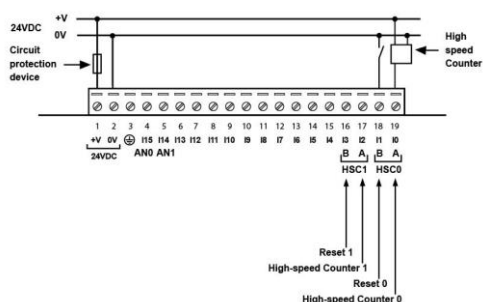 +V
24VDC
0V
Circuit
protection
device
High
speed
Counter
1 2 3 4 5 6 7 8 9 10 11 12 13 14 15 16 17 18 19
+V 0V I15 I14 I13 I12 I11 I10 I9 I8 I7 I6 I5 I4 I3 I2 I1 I0
24VDC AN0 AN1 B A B A
HSC1 HSC0
Reset 1
High-speed Counter 1
Reset 0
High-speed Counter 0